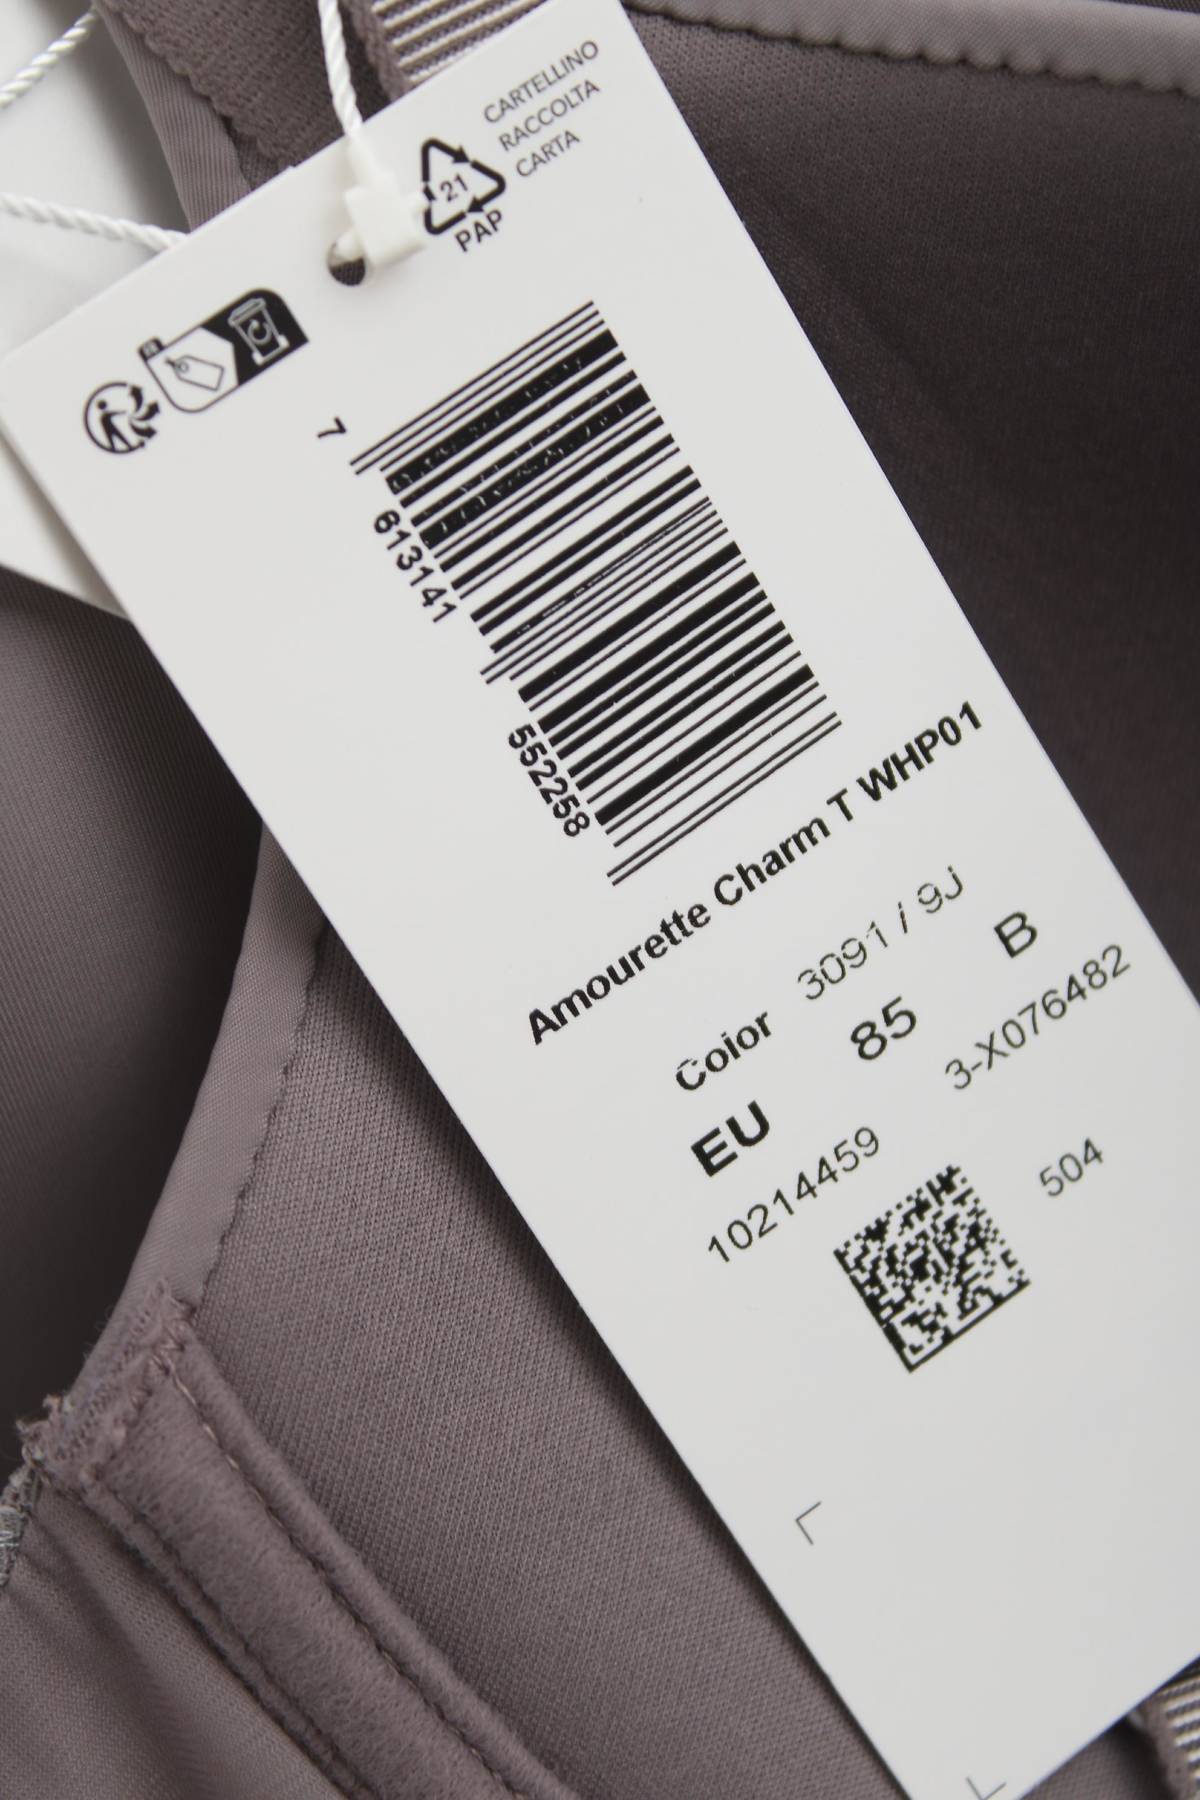 CARTELLINO
RACCOLTA
CARTA
21
PAP
7
613141
552258
Amourette Charm T WHP01
Color 3091 / 9J
EU 85 B
10214459 3-X076482
504